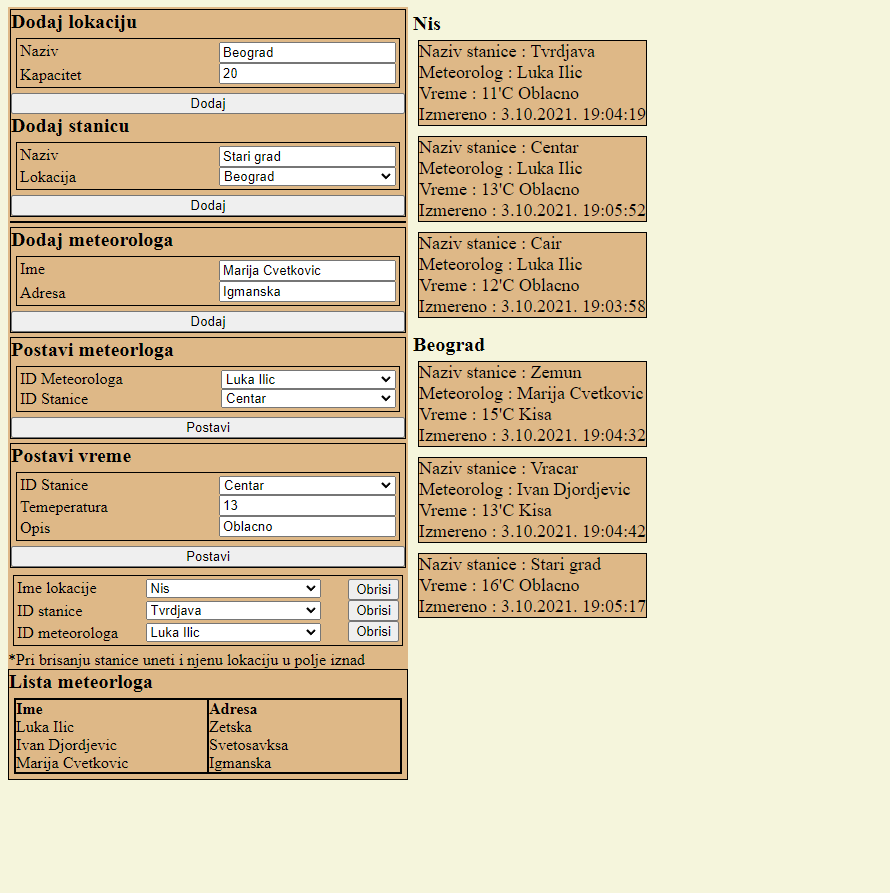 Dodaj lokaciju
Naziv Beograd
Kapacitet 20
Dodaj
Dodaj stanicu
Naziv Stari grad
Lokacija Beograd
Dodaj
Dodaj meteorologa
Ime Marija Cvetkovic
Adresa Igmanska
Dodaj
Postavi meteorloga
ID Meteorologa Luka Ilic
ID Stanice Centar
Postavi
Postavi vreme
ID Stanice Centar
Temeperatura 13
Opis Oblacno
Postavi
Ime lokacije Nis Obrisi
ID stanice Tvrdjava Obrisi
ID meteorologa Luka Ilic Obrisi
*Pri brisanju stanice uneti i njenu lokaciju u polje iznad
Lista meteorloga
Ime Adresa
Luka Ilic Zetska
Ivan Djordjevic Svetosavksa
Marija Cvetkovic Igmanska
Nis
Naziv stanice : Tvrdjava
Meteorolog : Luka Ilic
Vreme : 11'C Oblacno
Izmereno : 3.10.2021. 19:04:19
Naziv stanice : Centar
Meteorolog : Luka Ilic
Vreme : 13'C Oblacno
Izmereno : 3.10.2021. 19:05:52
Naziv stanice : Cair
Meteorolog : Luka Ilic
Vreme : 12'C Oblacno
Izmereno : 3.10.2021. 19:03:58
Beograd
Naziv stanice : Zemun
Meteorolog : Marija Cvetkovic
Vreme : 15'C Kisa
Izmereno : 3.10.2021. 19:04:32
Naziv stanice : Vracar
Meteorolog : Ivan Djordjevic
Vreme : 13'C Kisa
Izmereno : 3.10.2021. 19:04:42
Naziv stanice : Stari grad
Vreme : 16'C Oblacno
Izmereno : 3.10.2021. 19:05:17